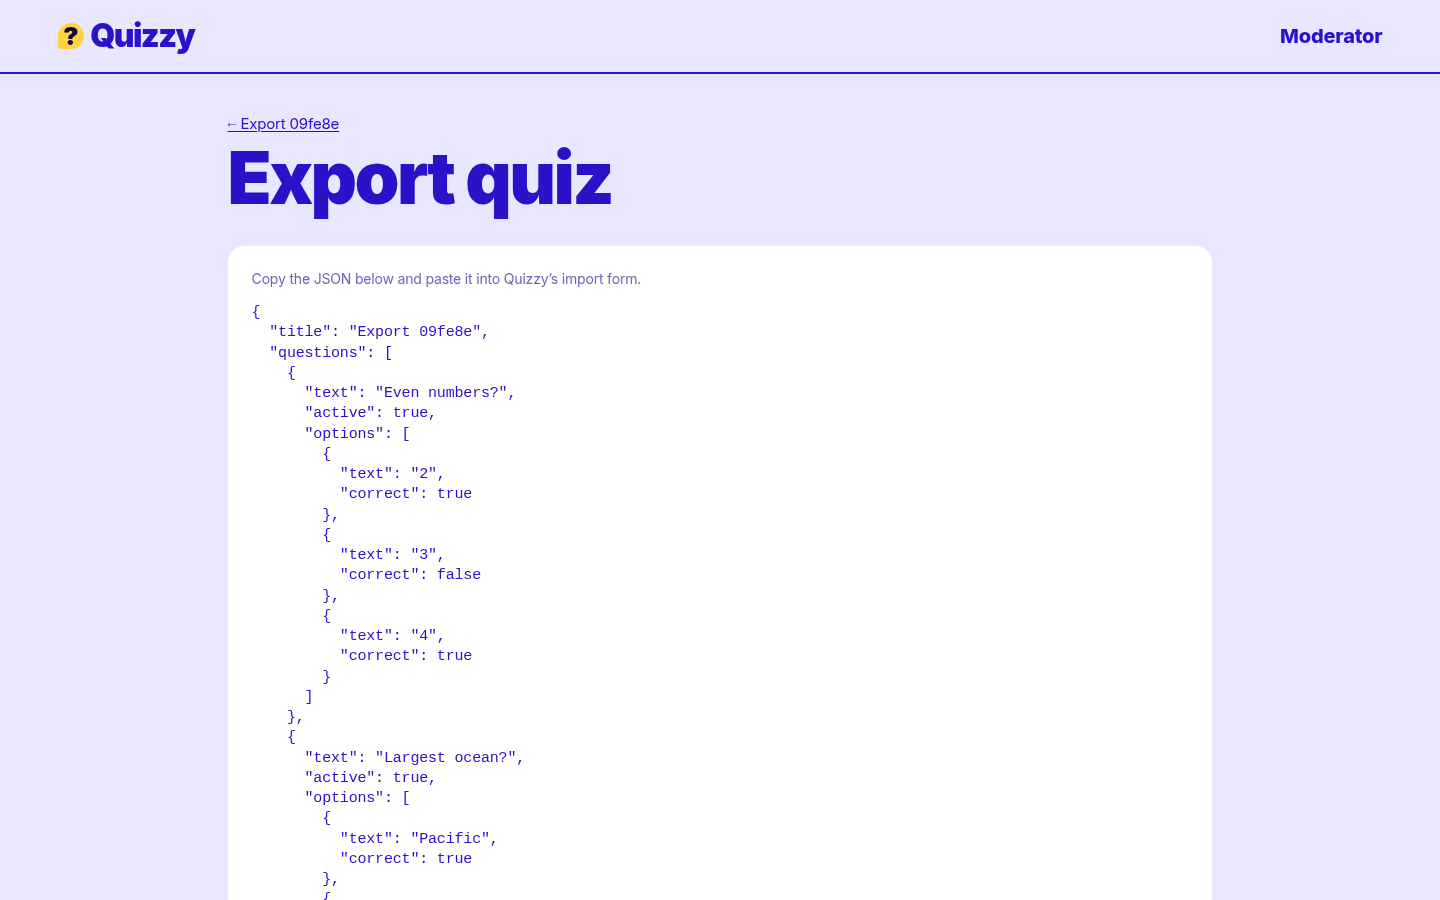 ? Quizzy
Moderator
← Export 09fe8e
Export quiz
Copy the JSON below and paste it into Quizzy’s import form.
{
  "title": "Export 09fe8e",
  "questions": [
    {
      "text": "Even numbers?",
      "active": true,
      "options": [
        {
          "text": "2",
          "correct": true
        },
        {
          "text": "3",
          "correct": false
        },
        {
          "text": "4",
          "correct": true
        }
      ]
    },
    {
      "text": "Largest ocean?",
      "active": true,
      "options": [
        {
          "text": "Pacific",
          "correct": true
        },
        {